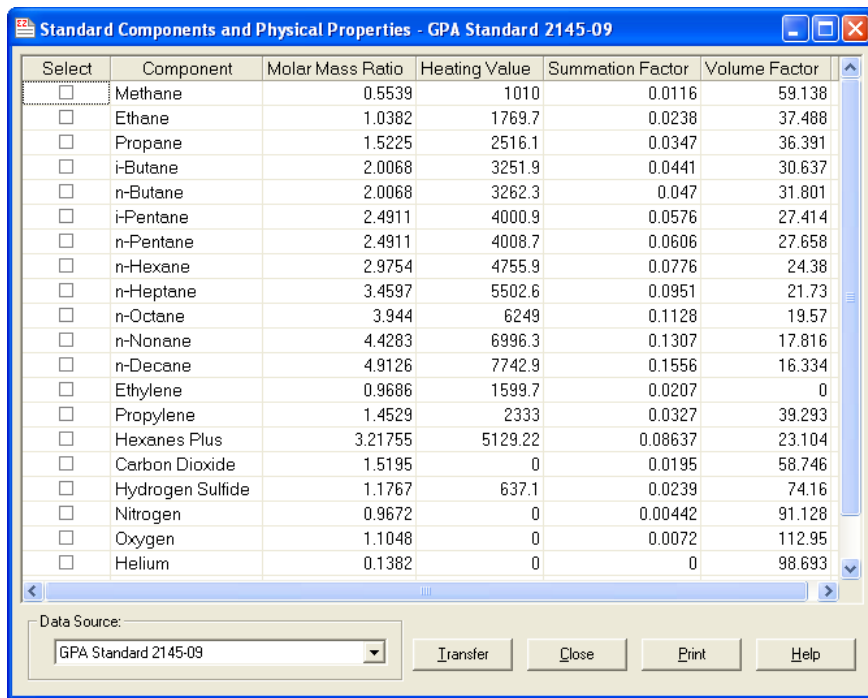 Standard Components and Physical Properties - GPA Standard 2145-09
Select Component Molar Mass Ratio Heating Value Summation Factor Volume Factor
Methane 0.5539 1010 0.0116 59.138
Ethane 1.0382 1769.7 0.0238 37.488
Propane 1.5225 2516.1 0.0347 36.391
i-Butane 2.0068 3251.9 0.0441 30.637
n-Butane 2.0068 3262.3 0.047 31.801
i-Pentane 2.4911 4000.9 0.0576 27.414
n-Pentane 2.4911 4008.7 0.0606 27.658
n-Hexane 2.9754 4755.9 0.0776 24.38
n-Heptane 3.4597 5502.6 0.0951 21.73
n-Octane 3.944 6249 0.1128 19.57
n-Nonane 4.4283 6996.3 0.1307 17.816
n-Decane 4.9126 7742.9 0.1556 16.334
Ethylene 0.9686 1599.7 0.0207 0
Propylene 1.4529 2333 0.0327 39.293
Hexanes Plus 3.21755 5129.22 0.08637 23.104
Carbon Dioxide 1.5195 0 0.0195 58.746
Hydrogen Sulfide 1.1767 637.1 0.0239 74.16
Nitrogen 0.9672 0 0.00442 91.128
Oxygen 1.1048 0 0.0072 112.95
Helium 0.1382 0 0 98.693
Data Source:
GPA Standard 2145-09 Transfer Close Print Help